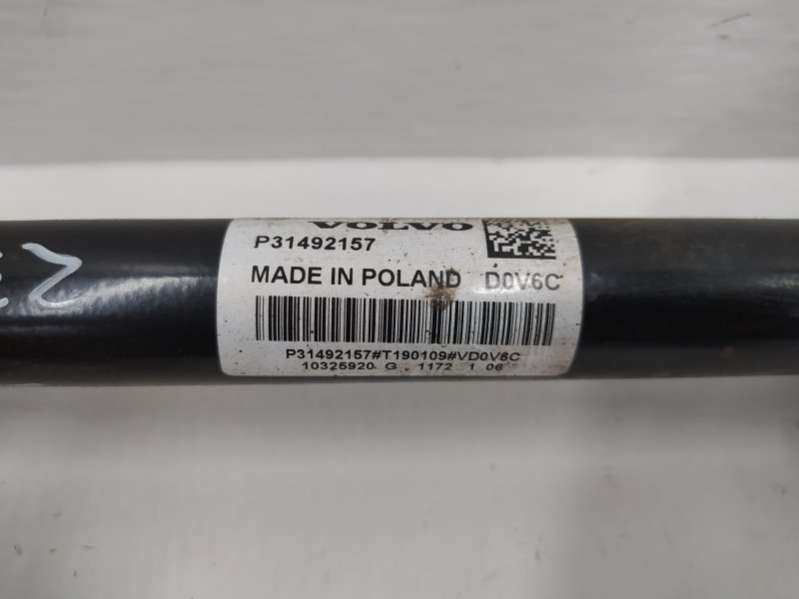 VOLVO
P31492157
MADE IN POLAND D0V6C
P31492157#T190109#VD0V6C
10325920 G 1172 1 06